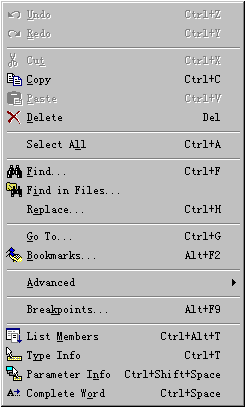 Undo Ctrl+Z
Redo Ctrl+Y
Cut Ctrl+X
Copy Ctrl+C
Paste Ctrl+V
Delete Del
Select All Ctrl+A
Find... Ctrl+F
Find in Files...
Replace... Ctrl+H
Go To... Ctrl+G
Bookmarks... Alt+F2
Advanced
Breakpoints... Alt+F9
List Members Ctrl+Alt+T
Type Info Ctrl+T
Parameter Info Ctrl+Shift+Space
Complete Word Ctrl+Space